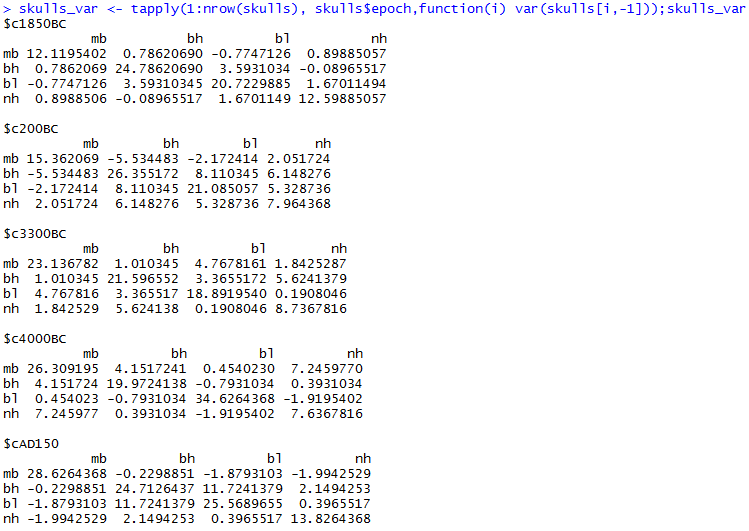 > skulls_var <- tapply(1:nrow(skulls), skulls$epoch,function(i) var(skulls[i,-1]));skulls_var
$c1850BC
mb bh bl nh
mb 12.1195402 0.78620690 -0.7747126 0.89885057
bh 0.7862069 24.78620690 3.5931034 -0.08965517
bl -0.7747126 3.59310345 20.7229885 1.67011494
nh 0.8988506 -0.08965517 1.6701149 12.59885057
$c200BC
mb bh bl nh
mb 15.362069 -5.534483 -2.172414 2.051724
bh -5.534483 26.355172 8.110345 6.148276
bl -2.172414 8.110345 21.085057 5.328736
nh 2.051724 6.148276 5.328736 7.964368
$c3300BC
mb bh bl nh
mb 23.136782 1.010345 4.7678161 1.8425287
bh 1.010345 21.596552 3.3655172 5.6241379
bl 4.767816 3.365517 18.8919540 0.1908046
nh 1.842529 5.624138 0.1908046 8.7367816
$c4000BC
mb bh bl nh
mb 26.309195 4.1517241 0.4540230 7.2459770
bh 4.151724 19.9724138 -0.7931034 0.3931034
bl 0.454023 -0.7931034 34.6264368 -1.9195402
nh 7.245977 0.3931034 -1.9195402 7.6367816
$cAD150
mb bh bl nh
mb 28.6264368 -0.2298851 -1.8793103 -1.9942529
bh -0.2298851 24.7126437 11.7241379 2.1494253
bl -1.8793103 11.7241379 25.5689655 0.3965517
nh -1.9942529 2.1494253 0.3965517 13.8264368